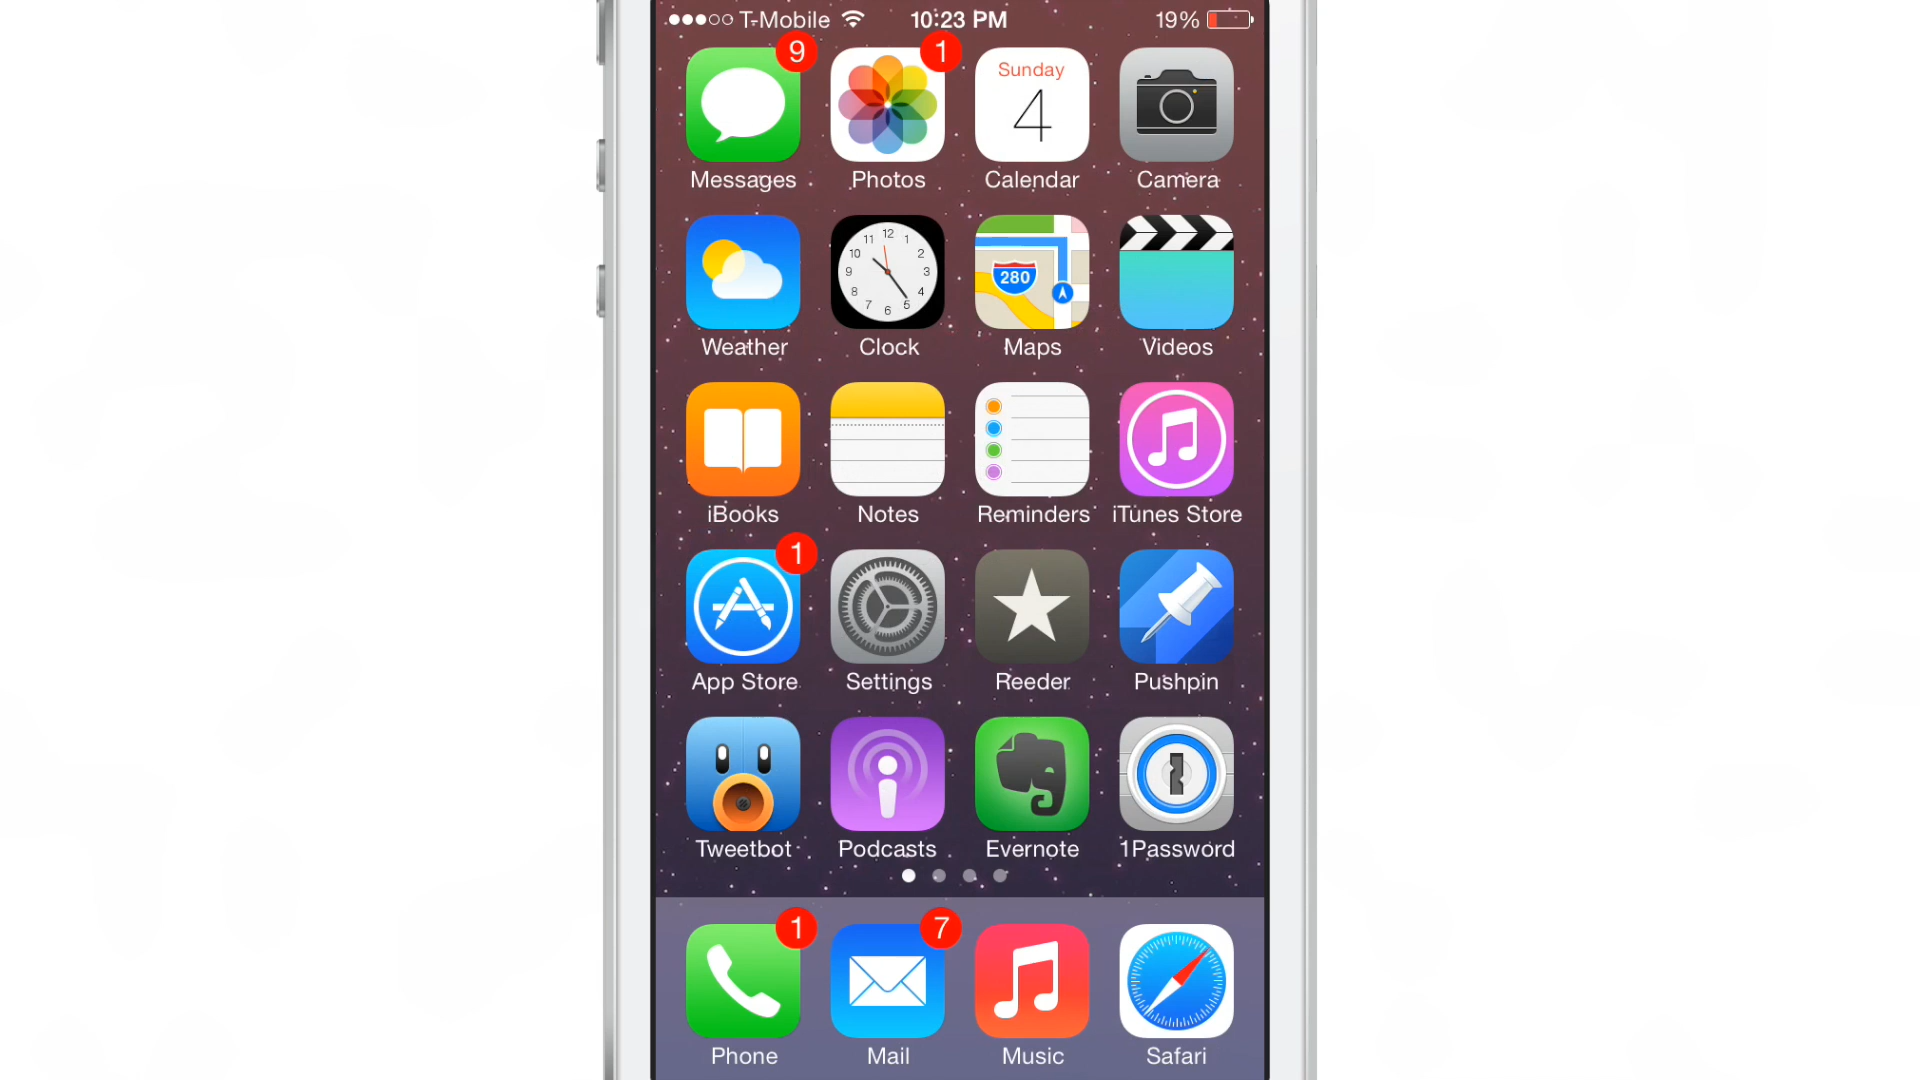 T-Mobile 10:23 PM 19%
9 1
Sunday
4
Messages Photos Calendar Camera
12
11 1
10 2
9 3
8 4
7 5
6
280
Weather Clock Maps Videos
iBooks Notes Reminders iTunes Store
1
App Store Settings Reeder Pushpin
Tweetbot Podcasts Evernote 1Password
1 7
Phone Mail Music Safari